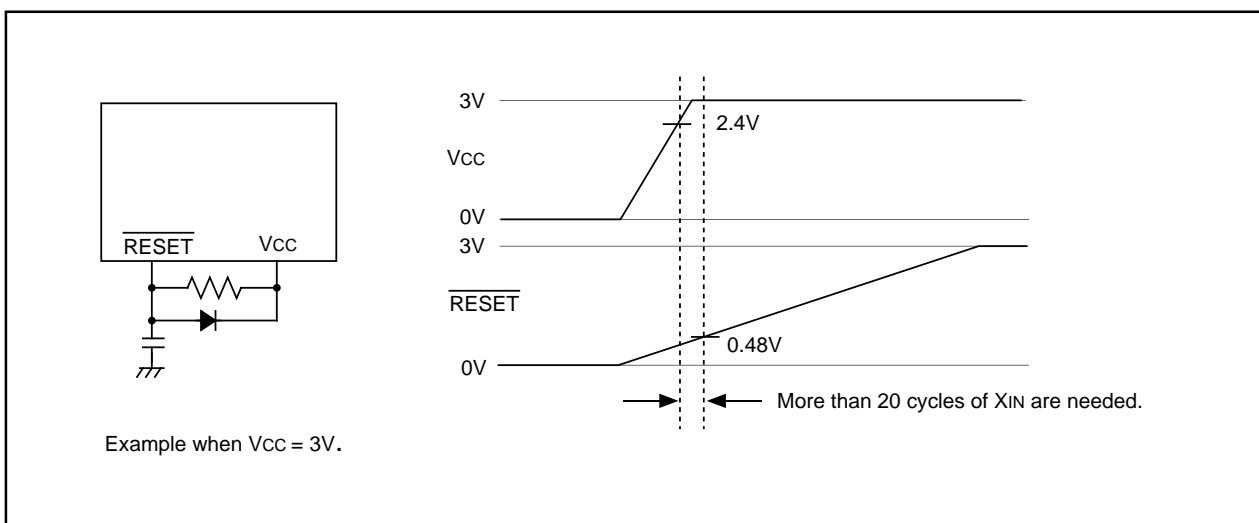 RESET VCC
Example when VCC = 3V.
3V
2.4V
VCC
0V
3V
RESET
0.48V
0V
More than 20 cycles of XIN are needed.